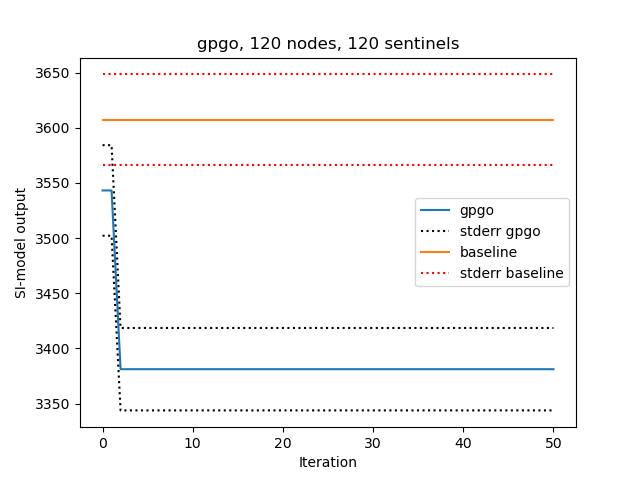 gpgo, 120 nodes, 120 sentinels
3650
3600
3550
3500
3450
3400
3350
SI-model output
gpgo
stderr gpgo
baseline
stderr baseline
0 10 20 30 40 50
Iteration